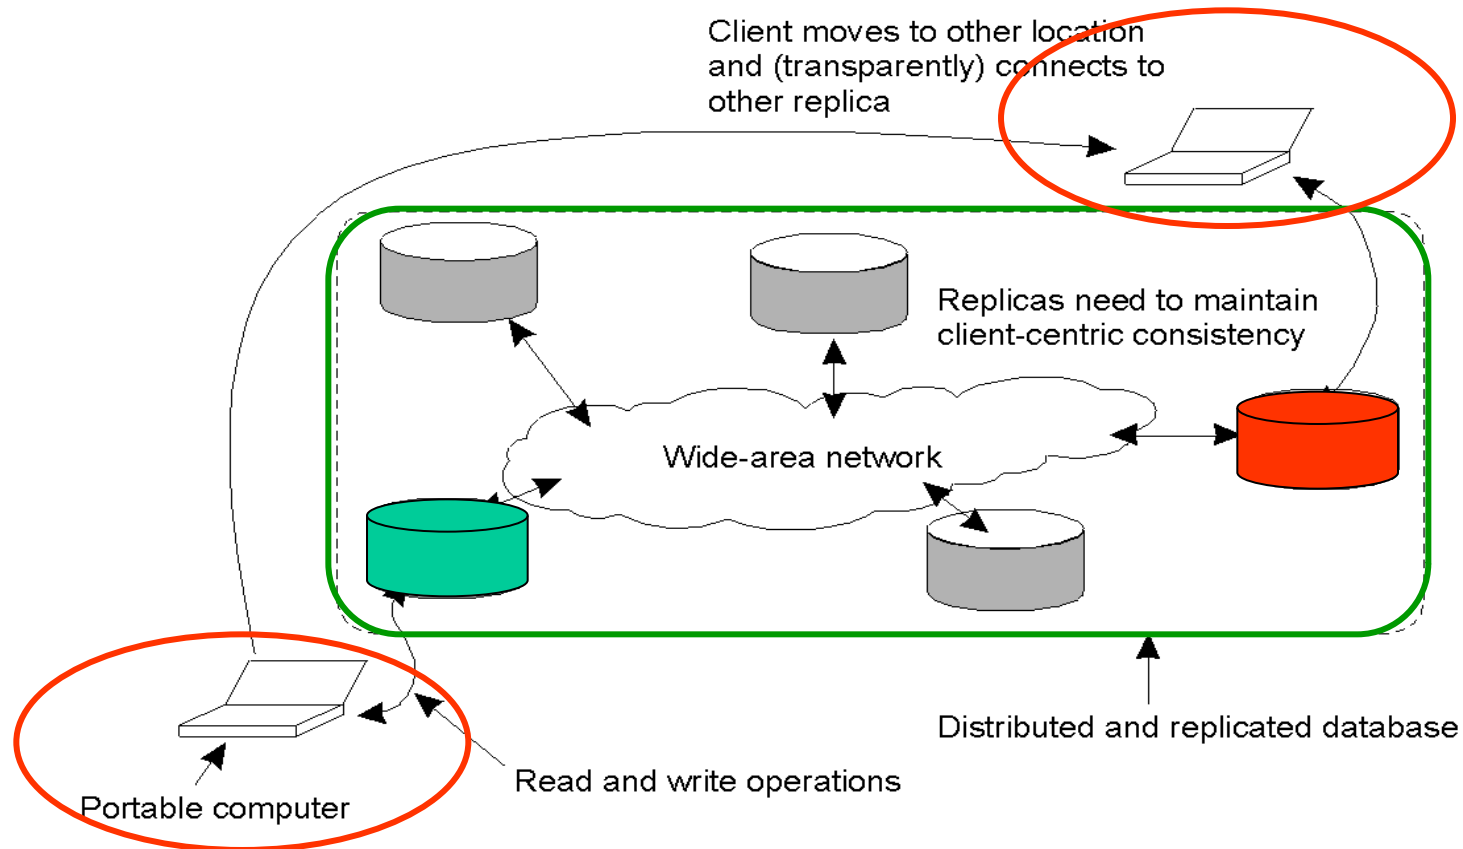 Client moves to other location
and (transparently) connects to
other replica
Replicas need to maintain
client-centric consistency
Wide-area network
Distributed and replicated database
Read and write operations
Portable computer